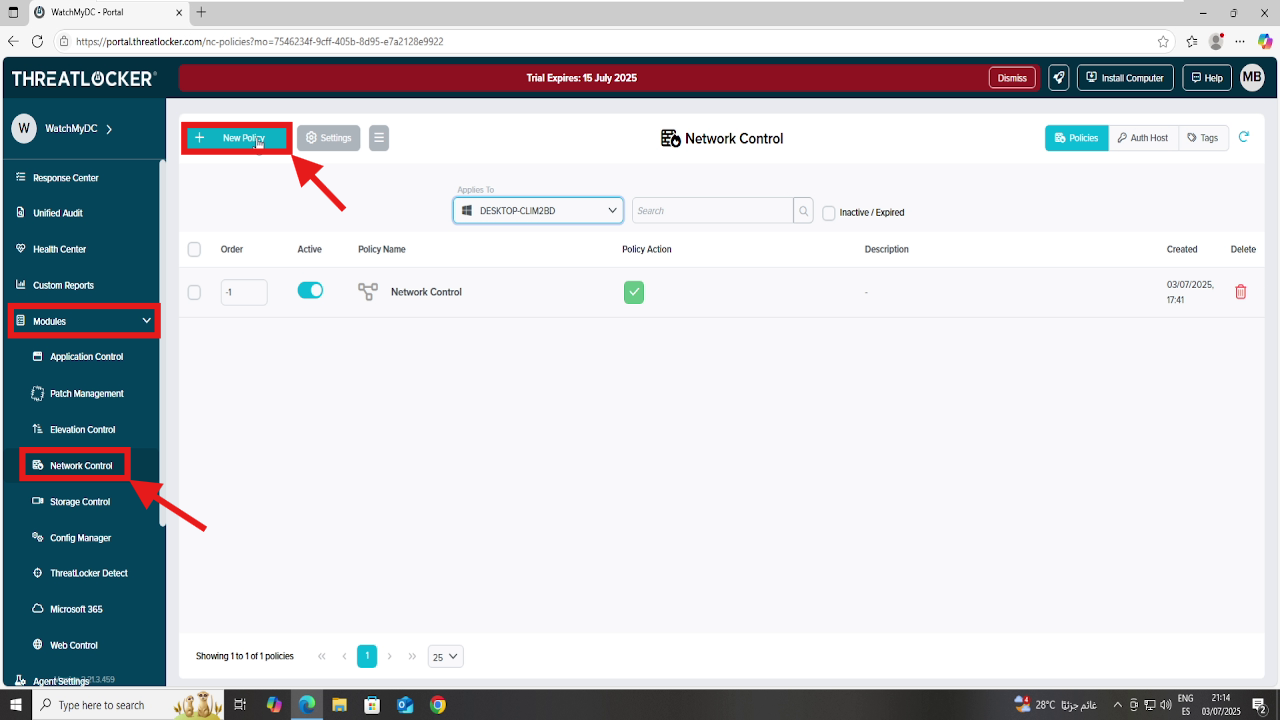 WatchMyDC - Portal
https://portal.threatlocker.com/nc-policies?mo=7546234f-9cff-405b-8d95-e7a2128e9922
THREATLOCKER
Trial Expires: 15 July 2025
Dismiss
Install Computer
Help
MB
W
WatchMyDC
New Policy
Settings
Network Control
Policies
Auth Host
Tags
Response Center
Unified Audit
Health Center
Custom Reports
Modules
Application Control
Patch Management
Elevation Control
Network Control
Storage Control
Config Manager
ThreatLocker Detect
Microsoft 365
Web Control
Agent Settings
Applies To
DESKTOP-CLIM2BD
Search
Inactive / Expired
Order
Active
Policy Name
Policy Action
Description
Created
Delete
-1
Network Control
-
03/07/2025,
17:41
Showing 1 to 1 of 1 policies
1
25
Type here to search
4
28°C
غائم جزئيًا
ENG
ES
21:14
03/07/2025